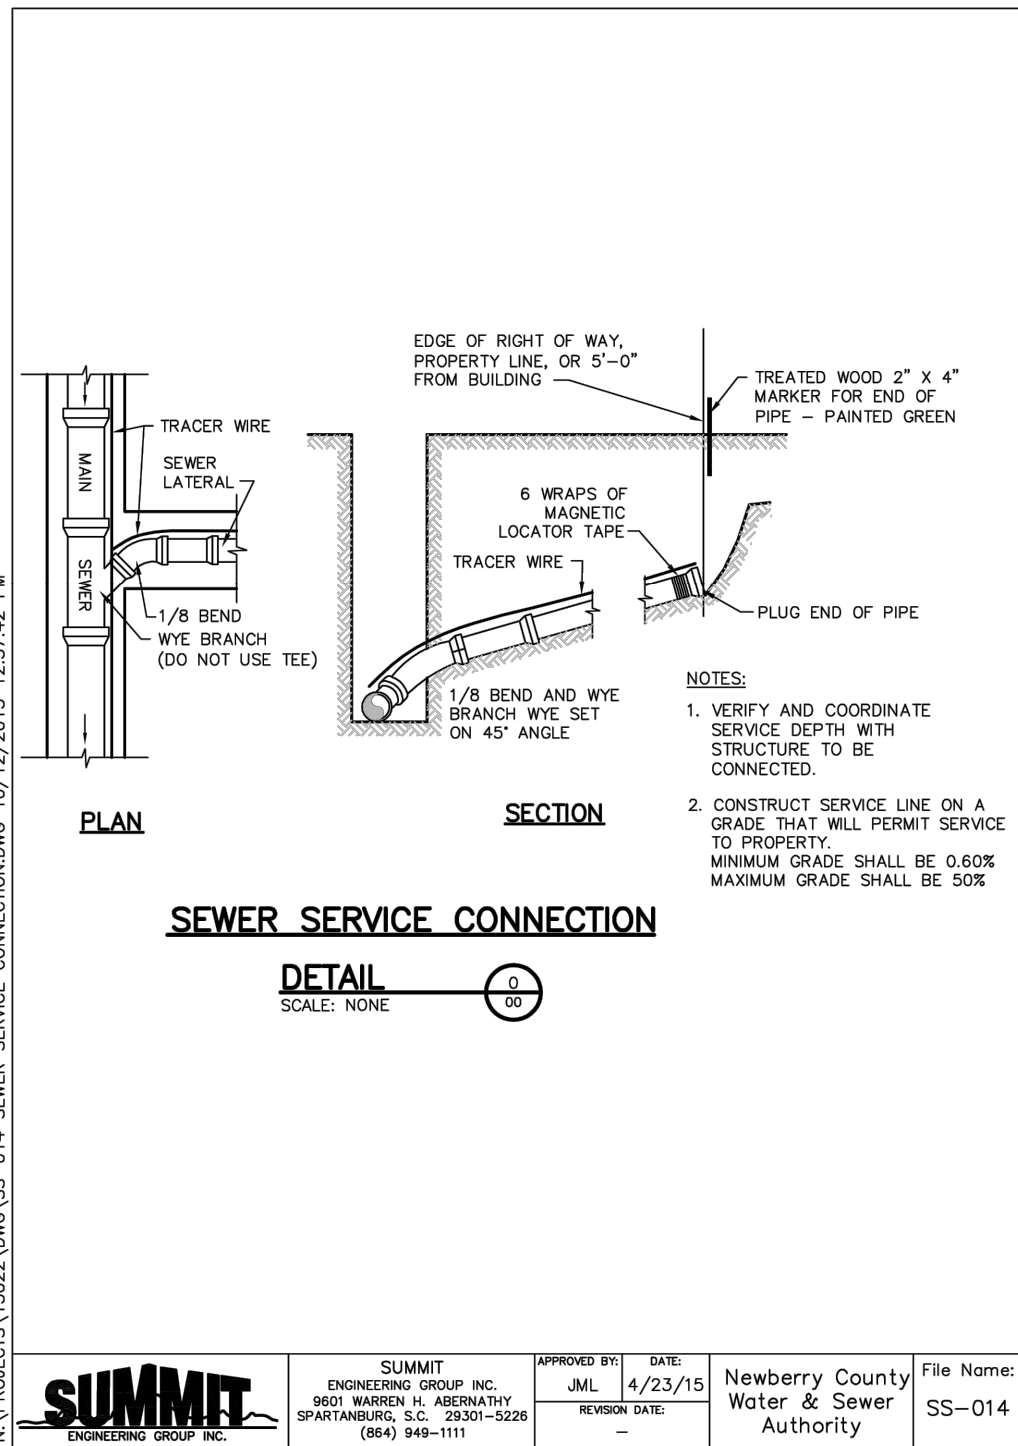 EDGE OF RIGHT OF WAY,
PROPERTY LINE, OR 5'-0"
FROM BUILDING
TREATED WOOD 2" X 4"
MARKER FOR END OF
PIPE - PAINTED GREEN
TRACER WIRE
SEWER
LATERAL
MAIN
SEWER
1/8 BEND
WYE BRANCH
(DO NOT USE TEE)
6 WRAPS OF
MAGNETIC
LOCATOR TAPE
TRACER WIRE
PLUG END OF PIPE
1/8 BEND AND WYE
BRANCH WYE SET
ON 45° ANGLE
NOTES:
1. VERIFY AND COORDINATE
SERVICE DEPTH WITH
STRUCTURE TO BE
CONNECTED.
2. CONSTRUCT SERVICE LINE ON A
GRADE THAT WILL PERMIT SERVICE
TO PROPERTY.
MINIMUM GRADE SHALL BE 0.60%
MAXIMUM GRADE SHALL BE 50%
PLAN
SECTION
SEWER SERVICE CONNECTION
DETAIL
SCALE: NONE
0
00
SUMMIT
ENGINEERING GROUP INC.
SUMMIT
ENGINEERING GROUP INC.
9601 WARREN H. ABERNATHY
SPARTANBURG, S.C. 29301-5226
(864) 949-1111
APPROVED BY:
JML
DATE:
4/23/15
REVISION DATE:
-
Newberry County
Water & Sewer
Authority
File Name:
SS-014